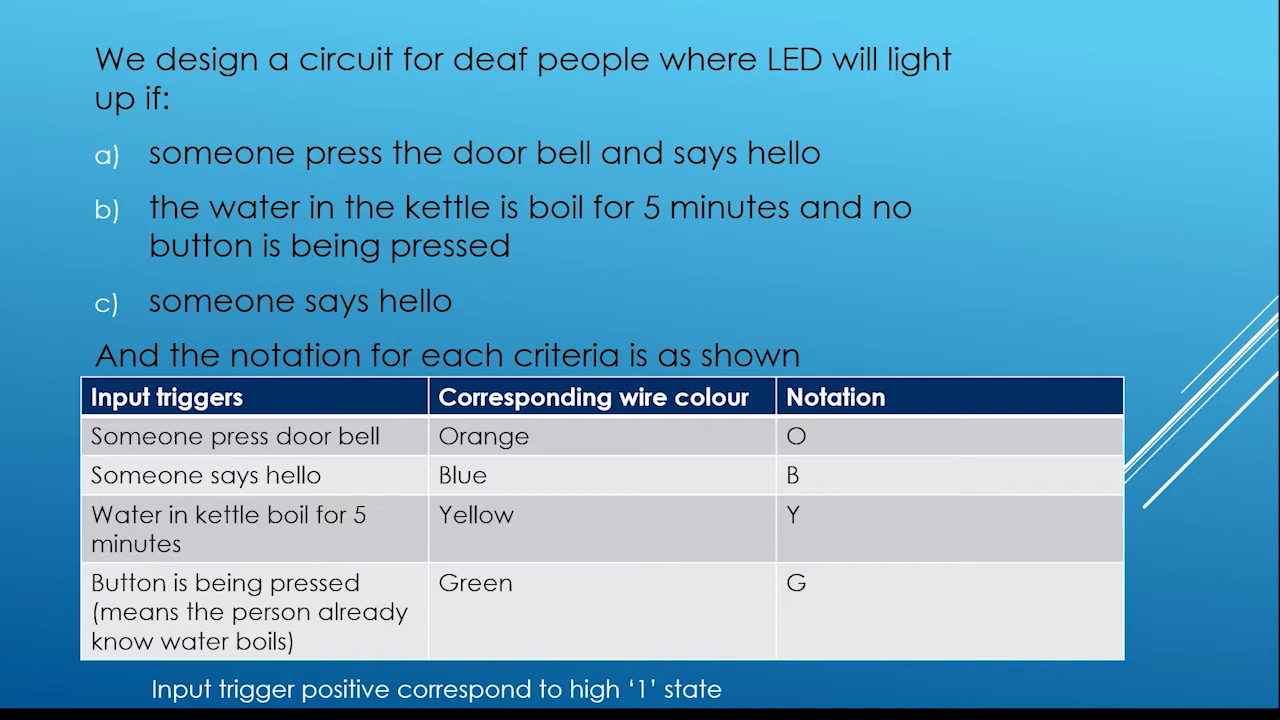 We design a circuit for deaf people where LED will light
up if:
a) someone press the door bell and says hello
b) the water in the kettle is boil for 5 minutes and no
button is being pressed
c) someone says hello
And the notation for each criteria is as shown
Input triggers Corresponding wire colour Notation
Someone press door bell Orange O
Someone says hello Blue B
Water in kettle boil for 5 Yellow Y
minutes
Button is being pressed Green G
(means the person already
know water boils)
Input trigger positive correspond to high ‘1’ state